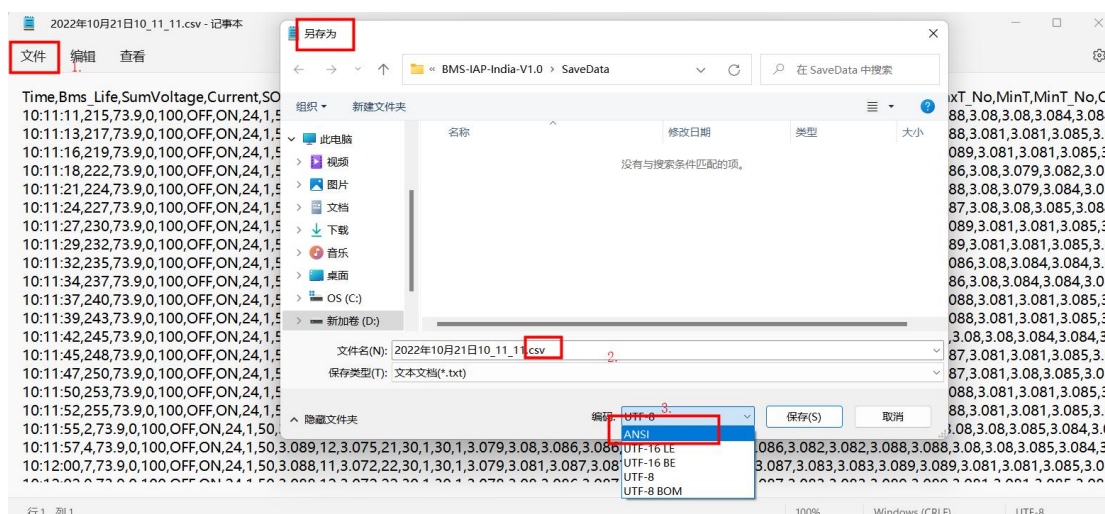 2022年10月21日10_11_11.csv - 记事本
文件 编辑 查看
1.
另存为
« BMS-IAP-India-V1.0 › SaveData
在 SaveData 中搜索
组织 新建文件夹
此电脑
视频
图片
文档
下载
音乐
桌面
OS (C:)
新加卷 (D:)
名称 修改日期 类型 大小
没有与搜索条件匹配的项。
文件名(N): 2022年10月21日10_11_11.csv
2.
保存类型(T): 文本文档(*.txt)
隐藏文件夹
编码: UTF-8
3.
保存(S) 取消
ANSI
UTF-16 LE
UTF-16 BE
UTF-8
UTF-8 BOM
Time,Bms_Life,SumVoltage,Current,SO xT_No,MinT,MinT_No,C
10:11:11,215,73.9,0,100,OFF,ON,24,1,5 88,3.08,3.08,3.084,3.08
10:11:13,217,73.9,0,100,OFF,ON,24,1,5 88,3.081,3.081,3.085,3.
10:11:16,219,73.9,0,100,OFF,ON,24,1,5 089,3.081,3.081,3.085,3
10:11:18,222,73.9,0,100,OFF,ON,24,1,5 86,3.08,3.079,3.082,3.0
10:11:21,224,73.9,0,100,OFF,ON,24,1,5 88,3.08,3.079,3.084,3.0
10:11:24,227,73.9,0,100,OFF,ON,24,1,5 87,3.08,3.08,3.085,3.08
10:11:27,230,73.9,0,100,OFF,ON,24,1,5 089,3.081,3.081,3.085,3
10:11:29,232,73.9,0,100,OFF,ON,24,1,5 89,3.081,3.081,3.085,3.
10:11:32,235,73.9,0,100,OFF,ON,24,1,5 086,3.08,3.084,3.084,3.
10:11:34,237,73.9,0,100,OFF,ON,24,1,5 86,3.08,3.084,3.084,3.0
10:11:37,240,73.9,0,100,OFF,ON,24,1,5 088,3.081,3.081,3.085,3
10:11:39,243,73.9,0,100,OFF,ON,24,1,5 088,3.081,3.081,3.085,3
10:11:42,245,73.9,0,100,OFF,ON,24,1,5 ,3.08,3.08,3.084,3.084,3
10:11:45,248,73.9,0,100,OFF,ON,24,1,5 87,3.081,3.081,3.085,3.
10:11:47,250,73.9,0,100,OFF,ON,24,1,5 87,3.081,3.08,3.085,3.0
10:11:50,253,73.9,0,100,OFF,ON,24,1,5 088,3.081,3.081,3.085,3
10:11:52,255,73.9,0,100,OFF,ON,24,1,5 88,3.081,3.081,3.085,3.
10:11:55,2,73.9,0,100,OFF,ON,24,1,50, 3.08,3.08,3.085,3.084,3.
10:11:57,4,73.9,0,100,OFF,ON,24,1,50,3.089,12,3.075,21,30,1,30,1,3.079,3.08,3.086,3.086, 086,3.082,3.082,3.088,3.088,3.08,3.08,3.085,3.084,3
10:12:00,7,73.9,0,100,OFF,ON,24,1,50,3.088,11,3.072,22,30,1,30,1,3.079,3.081,3.087,3.08 3.087,3.083,3.083,3.089,3.089,3.081,3.081,3.085,3.0
行 1, 列 1 100% Windows (CRLF) UTF-8